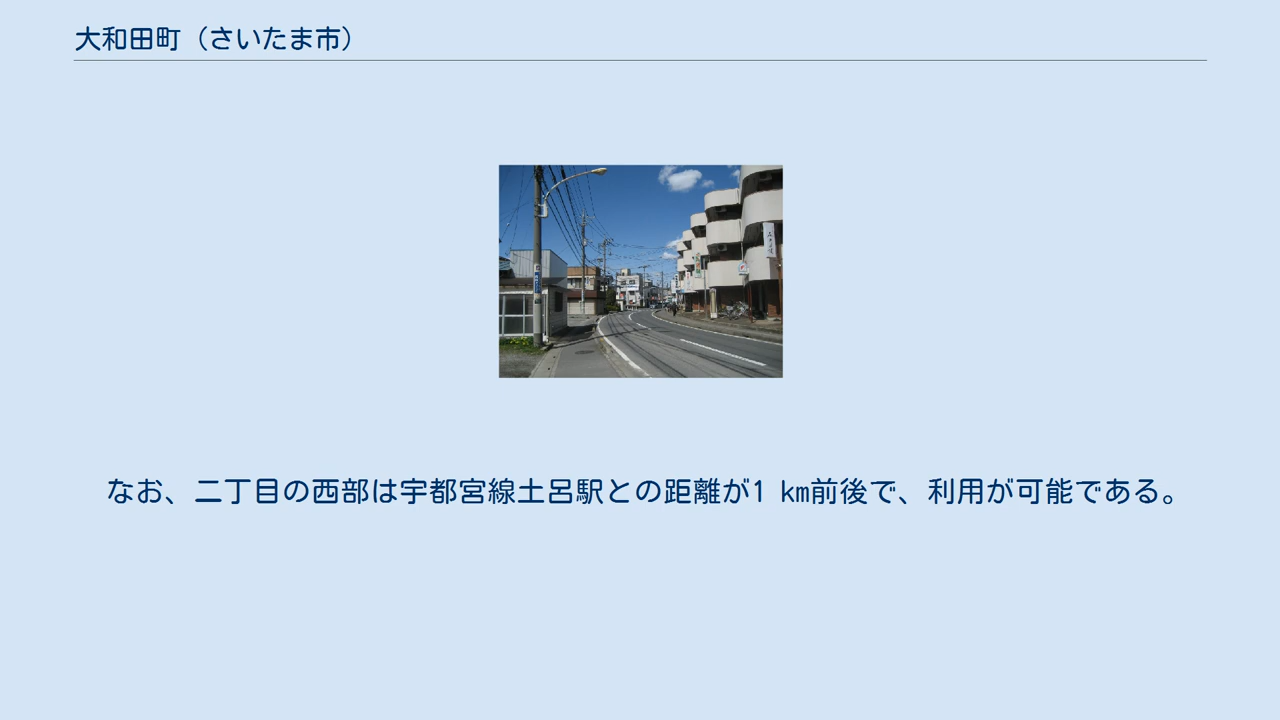 大和田町（さいたま市）
なお、二丁目の西部は宇都宮線土呂駅との距離が1 km前後で、利用が可能である。